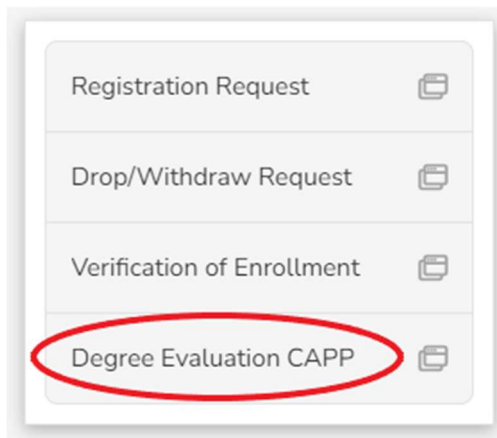 Registration Request
Drop/Withdraw Request
Verification of Enrollment
Degree Evaluation CAPP